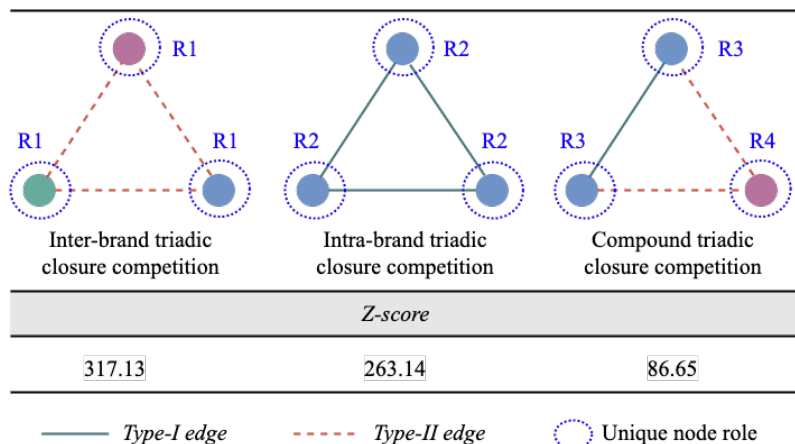 R1
R2
R3
R1
R1
R2
R2
R3
R4
Inter-brand triadic
closure competition
Intra-brand triadic
closure competition
Compound triadic
closure competition
Z-score
317.13
263.14
86.65
Type-I edge
Type-II edge
Unique node role